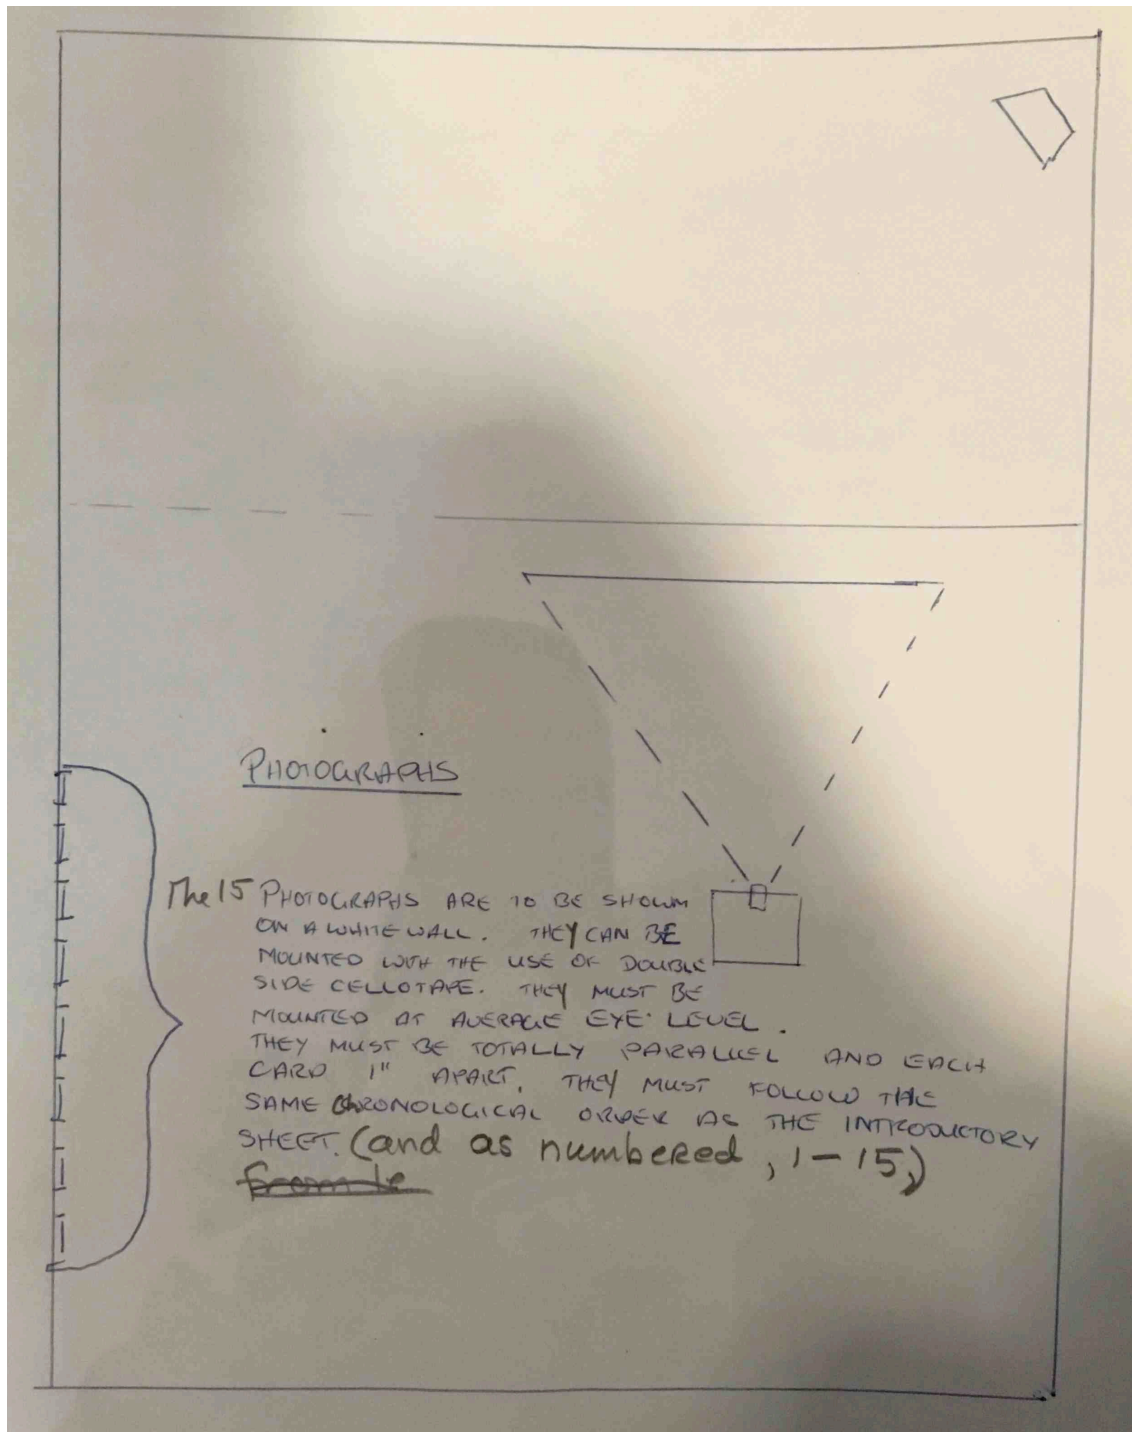 PHOTOGRAPHS
The 15 PHOTOGRAPHS ARE TO BE SHOWN
ON A WHITE WALL. THEY CAN BE
MOUNTED WITH THE USE OF DOUBLE
SIDE CELLOTAPE. THEY MUST BE
MOUNTED AT AVERAGE EYE LEVEL.
THEY MUST BE TOTALLY PARALLEL AND EACH
CARD 1" APART. THEY MUST FOLLOW THE
SAME CHRONOLOGICAL ORDER AS THE INTRODUCTORY
SHEET. (and as numbered, 1-15)